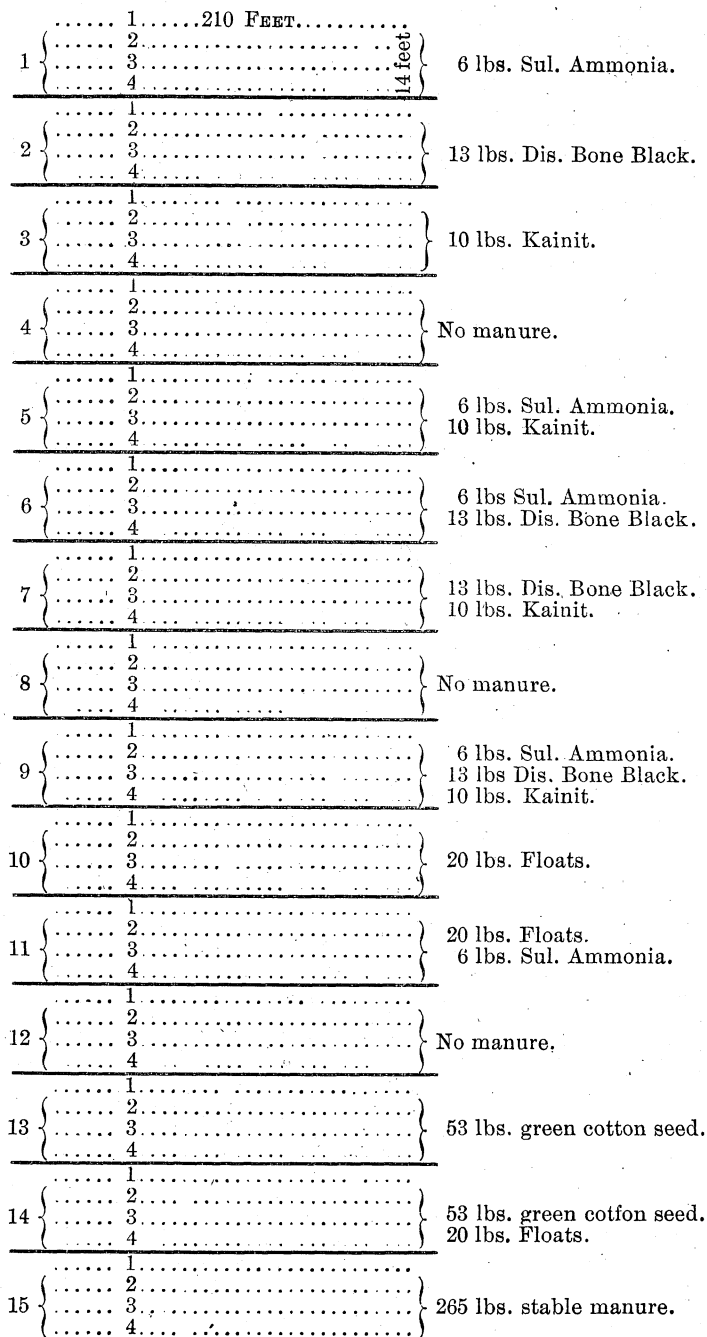 1 210 FEET
1 2 6 lbs. Sul. Ammonia.
3
4 14 feet
1
2 2 13 lbs. Dis. Bone Black.
3
4
1
3 2
3 10 lbs. Kainit.
4
1
4 2
3 No manure.
4
1
5 2 6 lbs. Sul. Ammonia.
3 10 lbs. Kainit.
4
1
6 2 6 lbs Sul. Ammonia.
3 13 lbs. Dis. Bone Black.
4
1
7 2 13 lbs. Dis. Bone Black.
3 10 lbs. Kainit.
4
1
2
8 3 No manure.
4
1
2 6 lbs. Sul. Ammonia.
9 3 13 lbs Dis. Bone Black.
4 10 lbs. Kainit.
1
2
10 3 20 lbs. Floats.
4
1
2 20 lbs. Floats.
11 3 6 lbs. Sul. Ammonia.
4
1
2
12 3 No manure.
4
1
2
13 3 53 lbs. green cotton seed.
4
1
2
14 3 53 lbs. green cotfon seed.
4 20 lbs. Floats.
1
2
15 3 265 lbs. stable manure.
4